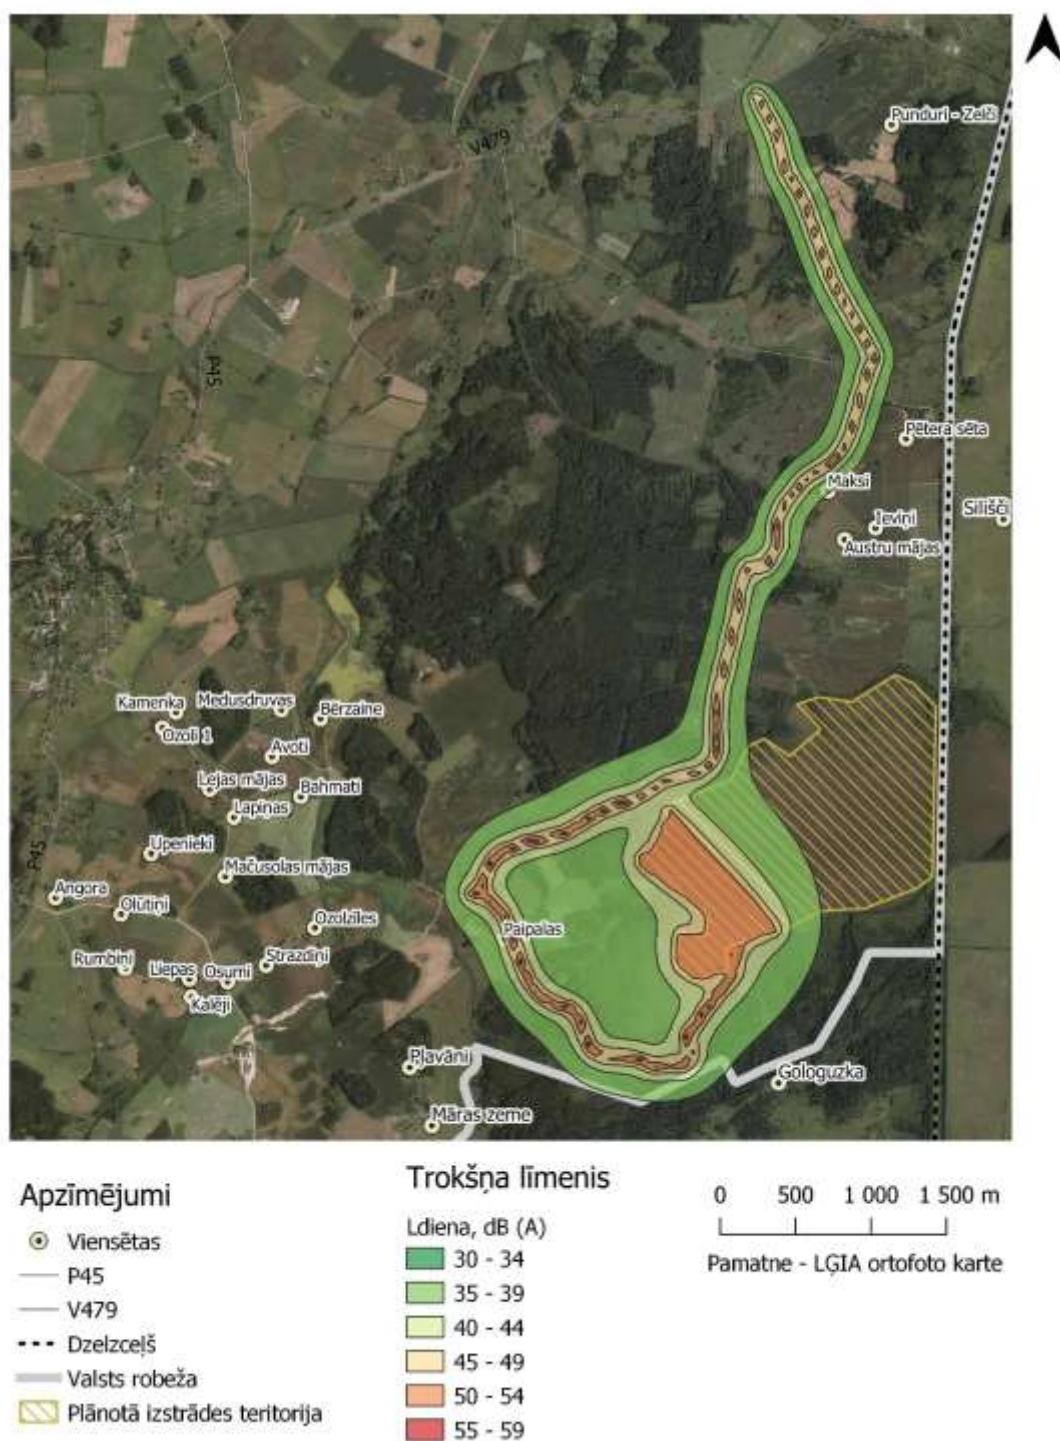 Punduri - Zelči
V479
P45
Pētera sēta
Maksi
Silišči
Ieviņi
Austru mājas
Kamenka
Medusdruvas
Bērzaine
Ozoli 1
Avoti
Lejas mājas
Bahmati
Lapiņas
Upenieki
P45
Mačusolas mājas
Angora
Olūtiņi
Ozolzīles
Paipalas
Rumbiņi
Liepas
Osumi
Strazdiņi
Kalēji
Pļavāni
Gologuzka
Māras zeme
Apzīmējumi
Viensētas
P45
V479
Dzelzceļš
Valsts robeža
Plānotā izstrādes teritorija
Trokšņa līmenis
Ldiena, dB (A)
30 - 34
35 - 39
40 - 44
45 - 49
50 - 54
55 - 59
0 500 1 000 1 500 m
Pamatne - LĢIA ortofoto karte